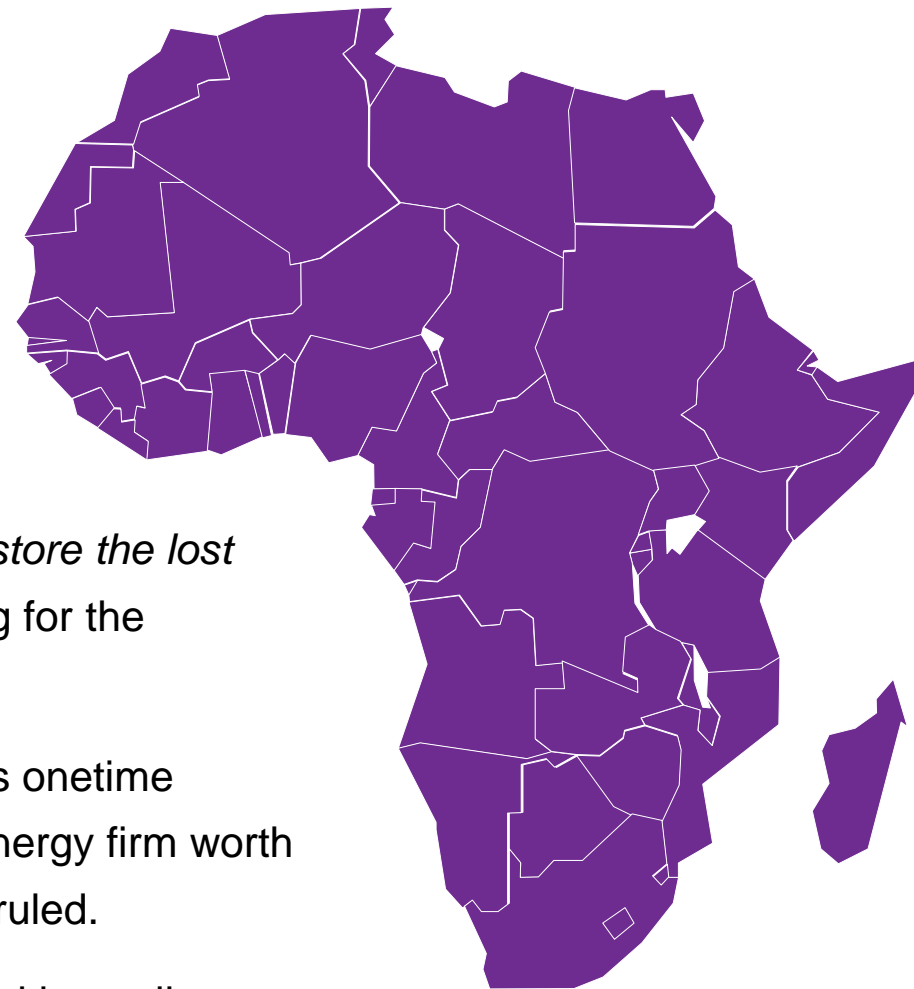 store the lost
g for the
s onetime
nergy firm worth
ruled.